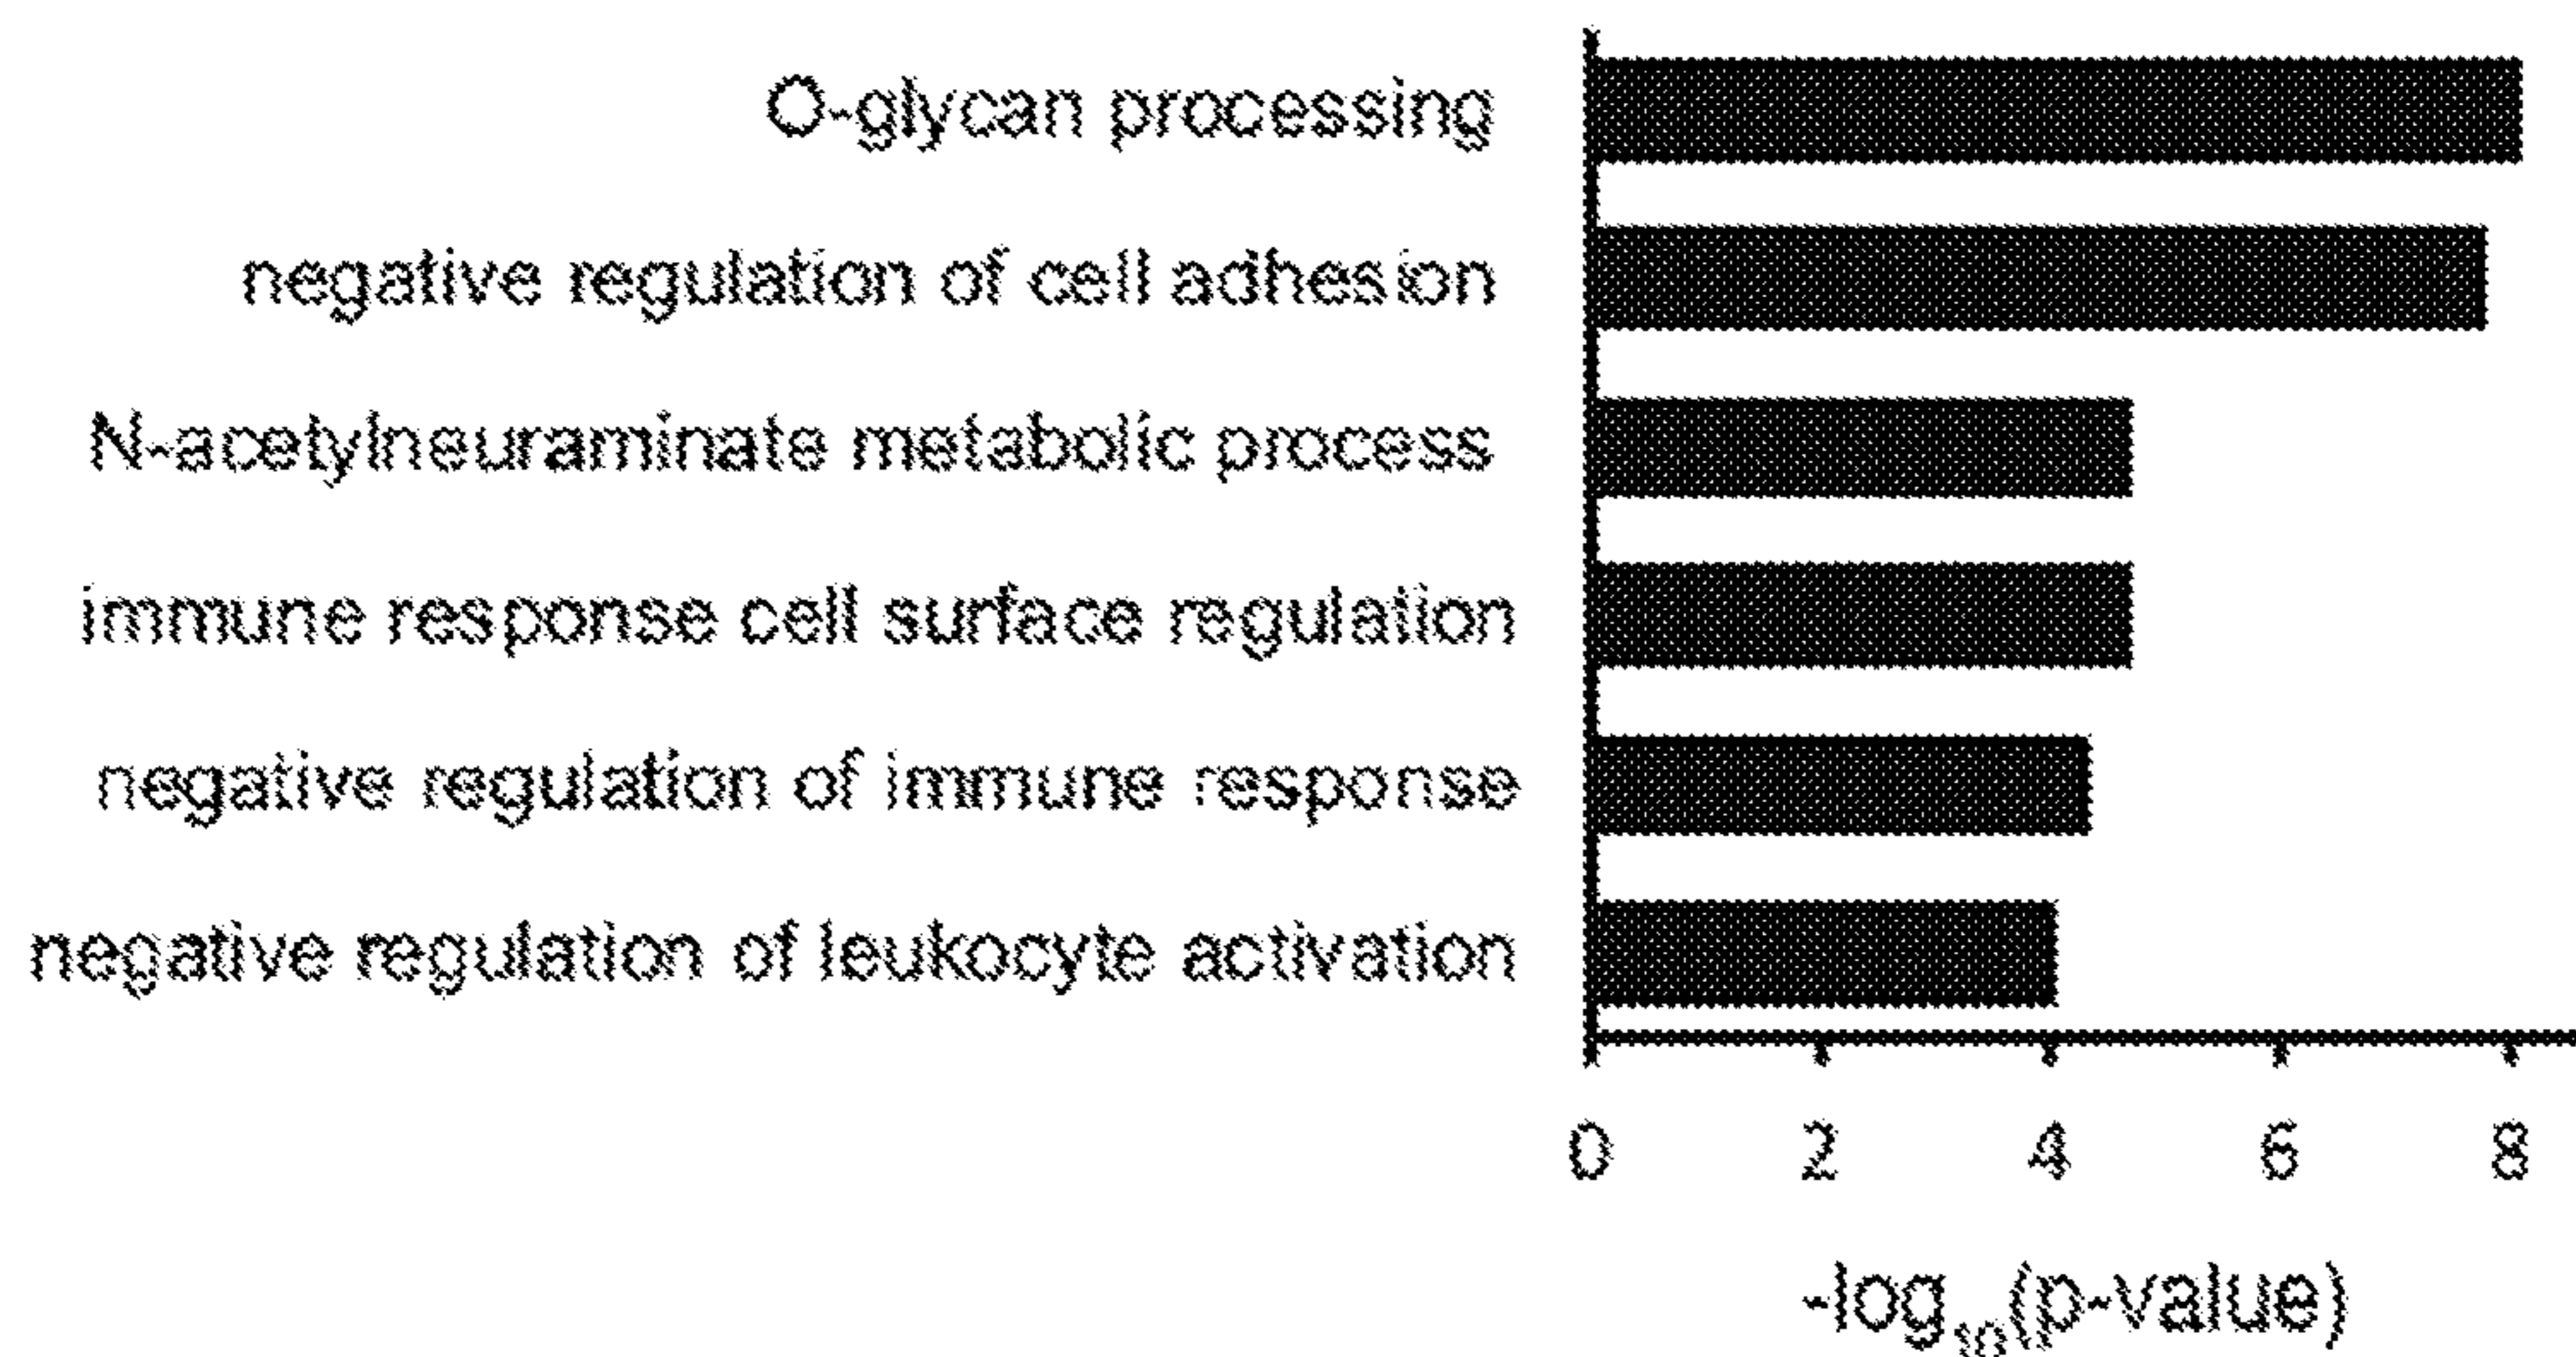 O-glycan processing
negative regulation of cell adhesion
N-acetylneuraminate metabolic process
immune response cell surface regulation
negative regulation of immune response
negative regulation of leukocyte activation
0 2 4 6 8
-log10(p-value)